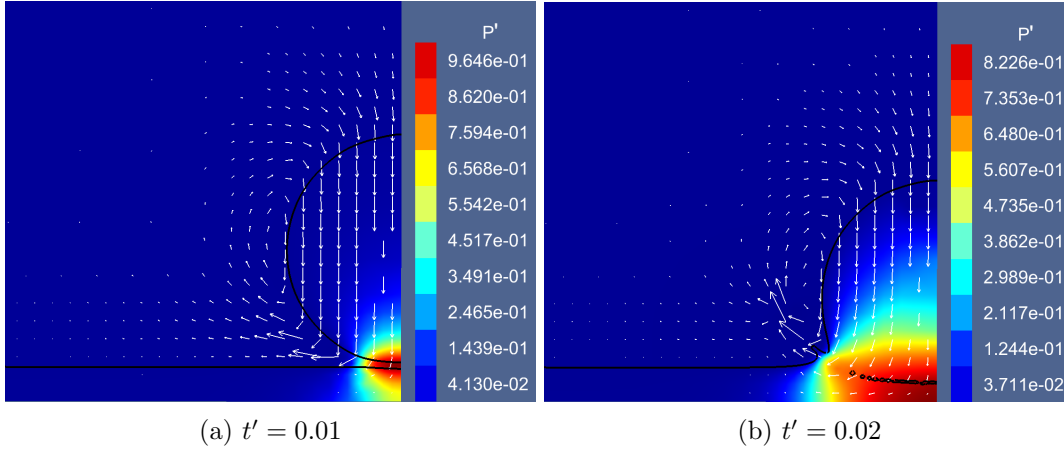 P'
9.646e-01
8.620e-01
7.594e-01
6.568e-01
5.542e-01
4.517e-01
3.491e-01
2.465e-01
1.439e-01
4.130e-02
P'
8.226e-01
7.353e-01
6.480e-01
5.607e-01
4.735e-01
3.862e-01
2.989e-01
2.117e-01
1.244e-01
3.711e-02
(a) t′ = 0.01
(b) t′ = 0.02